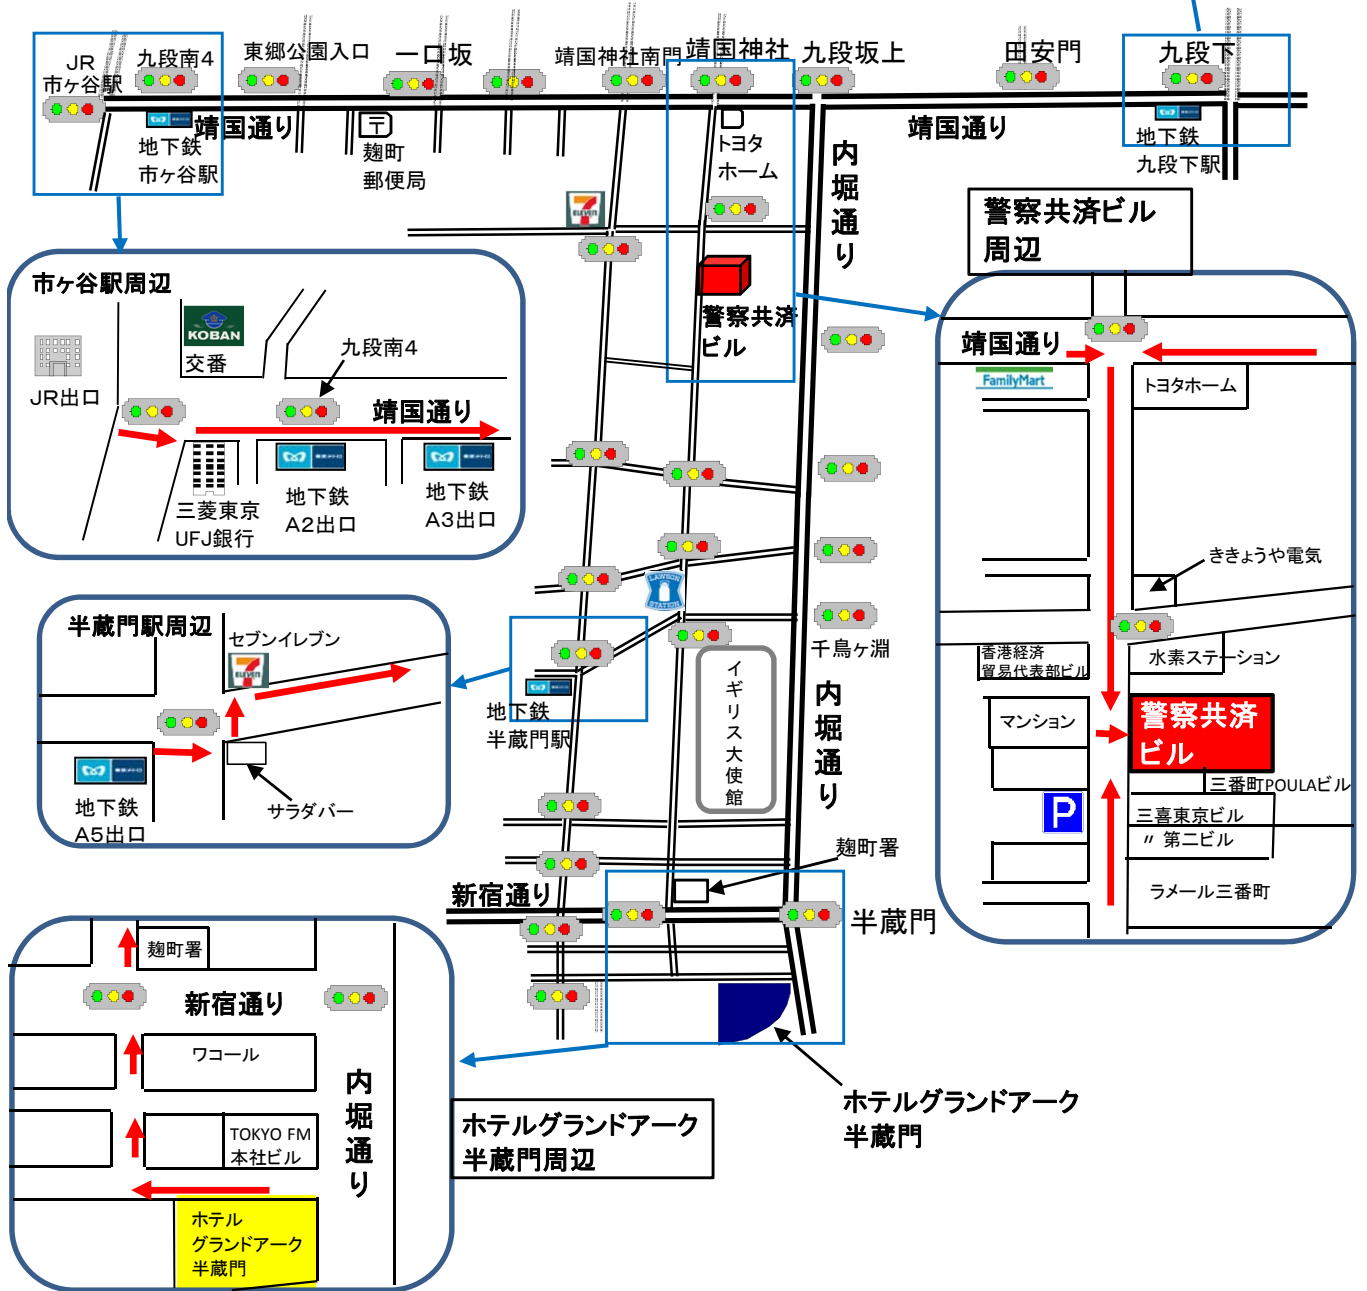 JR
市ヶ谷駅
九段南4
東郷公園入口
一口坂
靖国神社南門
靖国神社
九段坂上
田安門
九段下
地下鉄
市ヶ谷駅
靖国通り
〒
麹町
郵便局
トヨタ
ホーム
内堀通り
靖国通り
地下鉄
九段下駅
ELEVEN
警察共済
ビル
千鳥ヶ淵
LAWSON
STATION
イギリス大使館
内堀通り
地下鉄
半蔵門駅
麹町署
新宿通り
半蔵門
ホテルグランドアーク
半蔵門
市ヶ谷駅周辺
KOBAN
交番
JR出口
九段南4
靖国通り
三菱東京
UFJ銀行
地下鉄
A2出口
地下鉄
A3出口
半蔵門駅周辺
セブンイレブン
ELEVEN
地下鉄
A5出口
サラダバー
警察共済ビル
周辺
靖国通り
FamilyMart
トヨタホーム
ききょうや電気
香港経済
貿易代表部ビル
水素ステーション
マンション
警察共済
ビル
P
三番町POULAビル
三喜東京ビル
〃 第二ビル
ラメール三番町
麹町署
新宿通り
ワコール
内堀通り
TOKYO FM
本社ビル
ホテル
グランドアーク
半蔵門
ホテルグランドアーク
半蔵門周辺